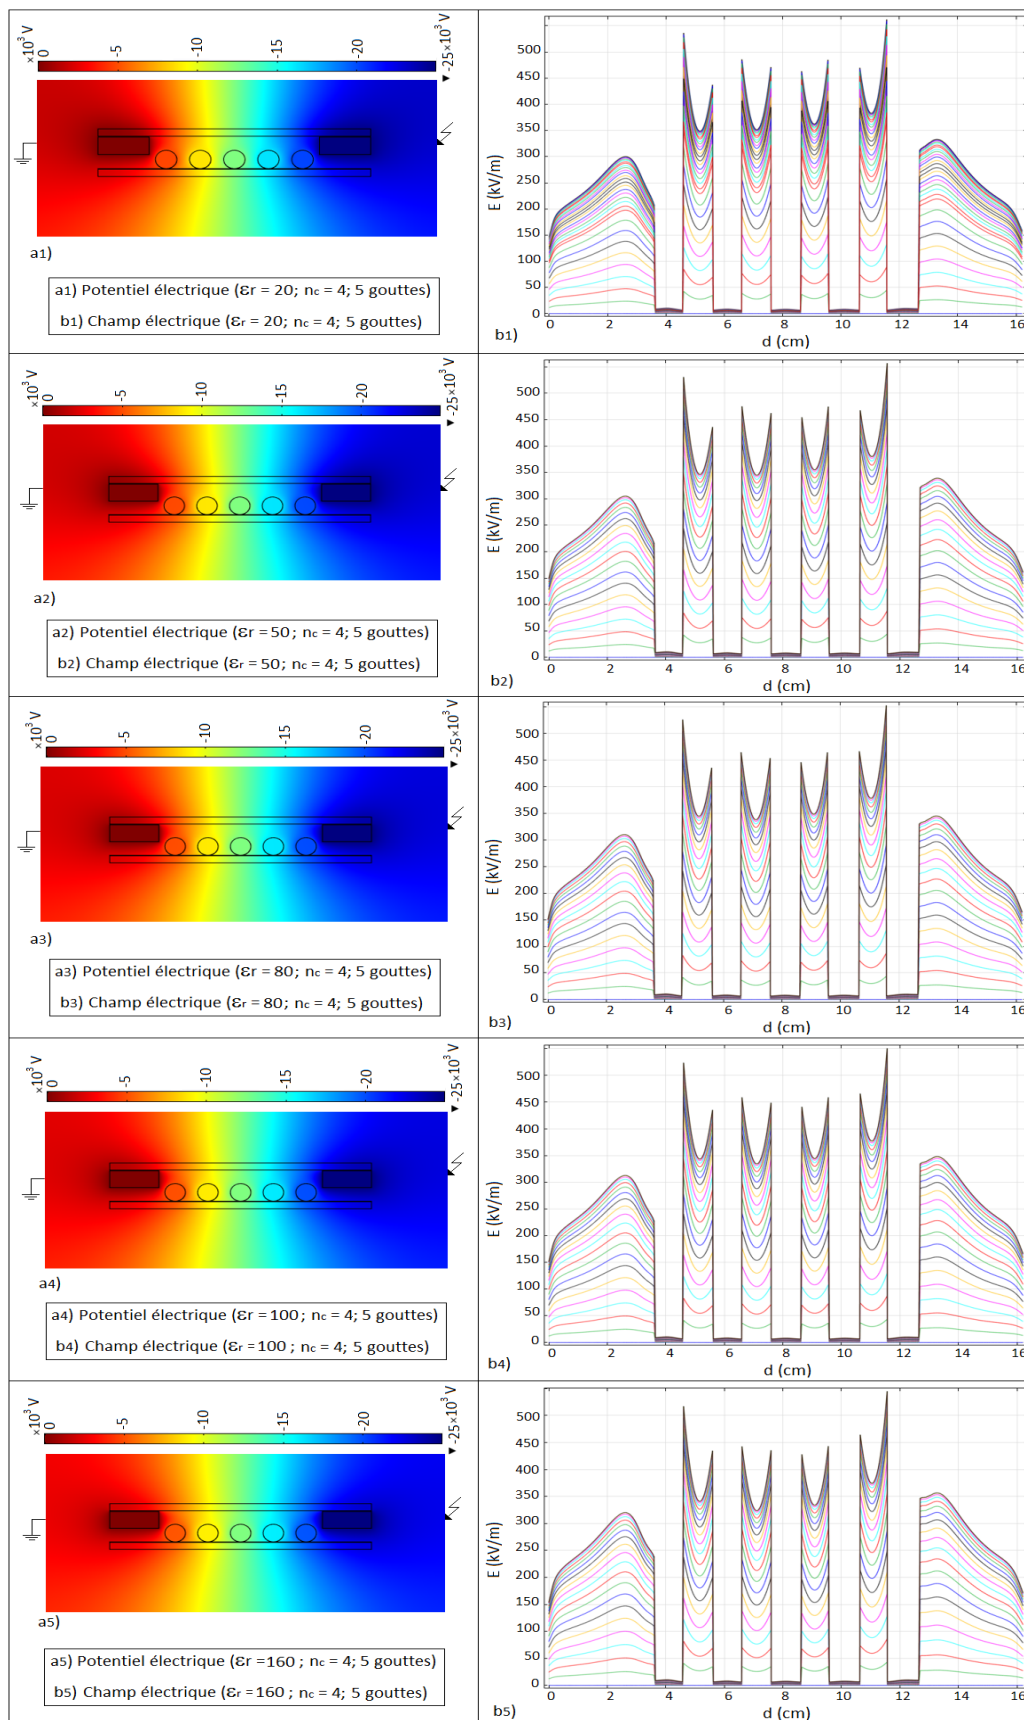 ×10³ V
0
-5
-10
-15
-20
-25×10³ V
a1)
a1) Potentiel électrique (εr = 20; nc = 4; 5 gouttes)
b1) Champ électrique (εr = 20; nc = 4; 5 gouttes)
E (kV/m)
500
450
400
350
300
250
200
150
100
50
0
0 2 4 6 8 10 12 14 16
d (cm)
b1)
×10³ V
0
-5
-10
-15
-20
-25×10³ V
a2)
a2) Potentiel électrique (εr = 50 ; nc = 4; 5 gouttes)
b2) Champ électrique (εr = 50; nc = 4; 5 gouttes)
E (kV/m)
500
450
400
350
300
250
200
150
100
50
0
0 2 4 6 8 10 12 14 16
d (cm)
b2)
×10³ V
0
-5
-10
-15
-20
-25×10³ V
a3)
a3) Potentiel électrique (εr = 80; nc = 4; 5 gouttes)
b3) Champ électrique (εr = 80; nc = 4; 5 gouttes)
E (kV/m)
500
450
400
350
300
250
200
150
100
50
0
0 2 4 6 8 10 12 14 16
d (cm)
b3)
×10³ V
0
-5
-10
-15
-20
-25×10³ V
a4)
a4) Potentiel électrique (εr = 100 ; nc = 4; 5 gouttes)
b4) Champ électrique (εr = 100 ; nc = 4; 5 gouttes)
E (kV/m)
500
450
400
350
300
250
200
150
100
50
0
0 2 4 6 8 10 12 14 16
d (cm)
b4)
×10³ V
0
-5
-10
-15
-20
-25×10³ V
a5)
a5) Potentiel électrique (εr =160 ; nc = 4; 5 gouttes)
b5) Champ électrique (εr = 160 ; nc = 4; 5 gouttes)
E (kV/m)
500
450
400
350
300
250
200
150
100
50
0
0 2 4 6 8 10 12 14 16
d (cm)
b5)